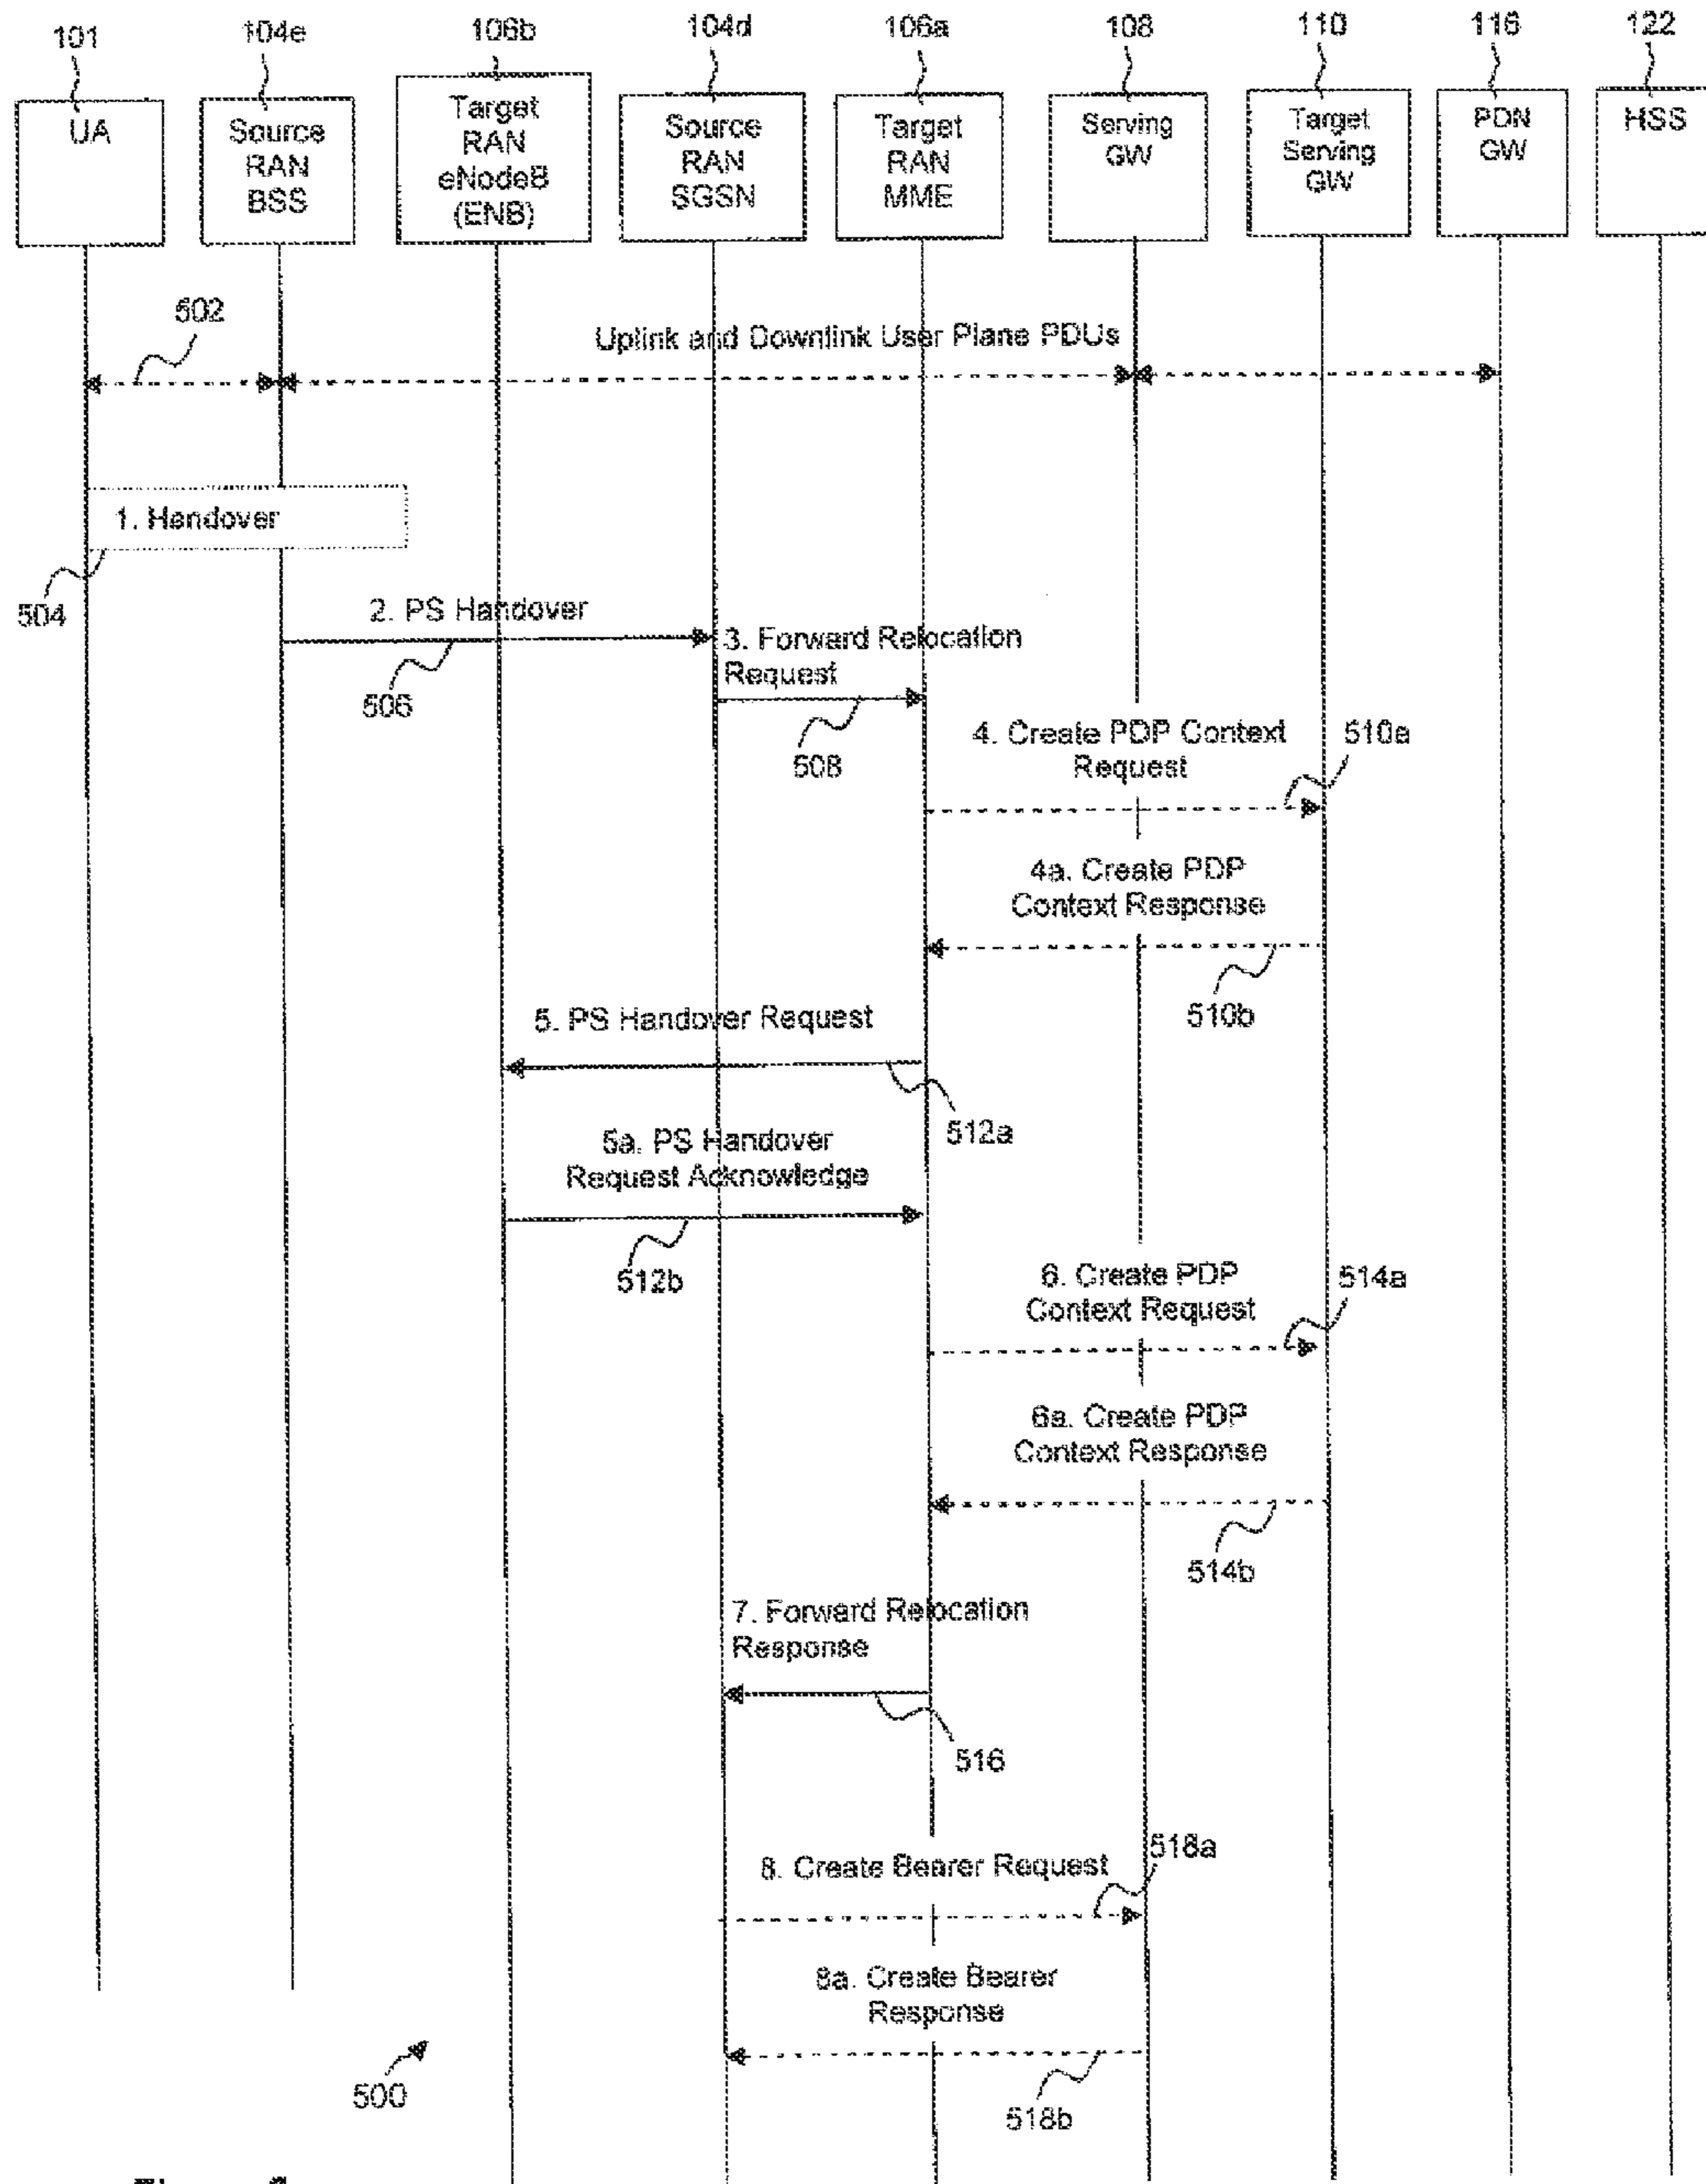 101
104e
106b
104d
106a
108
110
116
122
UA
Source
RAN
BSS
Target
RAN
eNodeB
(ENB)
Source
RAN
SGSN
Target
RAN
MME
Serving
GW
Target
Serving
GW
PDN
GW
HSS
502
Uplink and Downlink User Plane PDUs
1. Handover
504
2. PS Handover
506
3. Forward Relocation
Request
508
4. Create PDP Context
Request
510a
4a. Create PDP
Context Response
510b
5. PS Handover Request
512a
5a. PS Handover
Request Acknowledge
512b
6. Create PDP
Context Request
514a
6a. Create PDP
Context Response
514b
7. Forward Relocation
Response
516
8. Create Bearer Request
518a
8a. Create Bearer
Response
518b
500